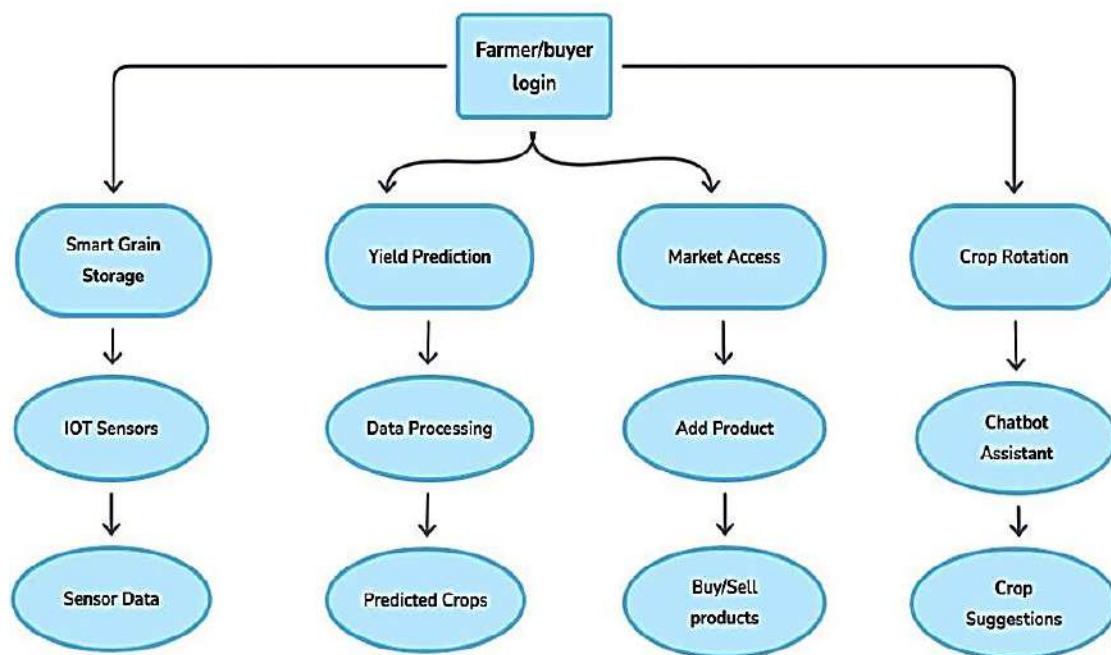 Farmer/buyer
login
Smart Grain
Storage
Yield Prediction
Market Access
Crop Rotation
IOT Sensors
Data Processing
Add Product
Chatbot
Assistant
Sensor Data
Predicted Crops
Buy/Sell
products
Crop
Suggestions